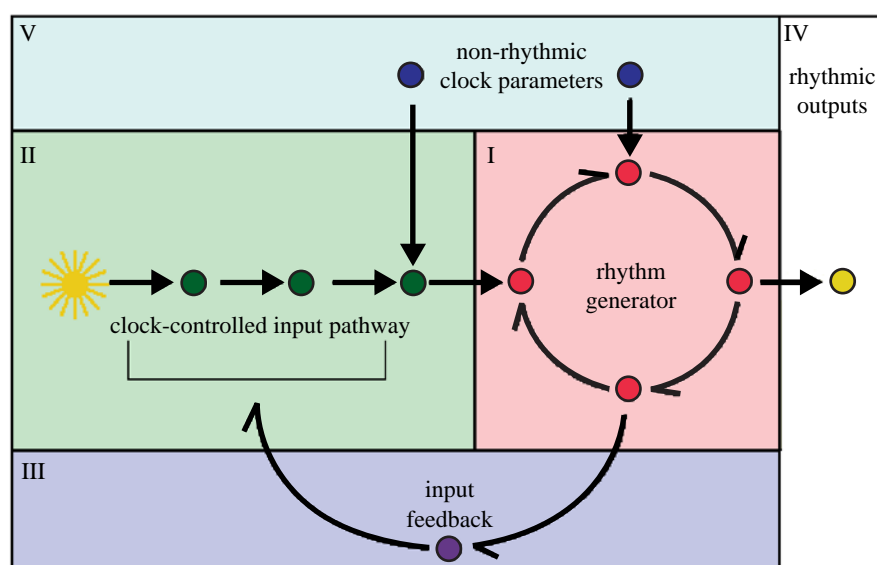 V
non-rhythmic
clock parameters
IV
rhythmic
outputs
II
I
rhythm
generator
clock-controlled input pathway
III
input
feedback